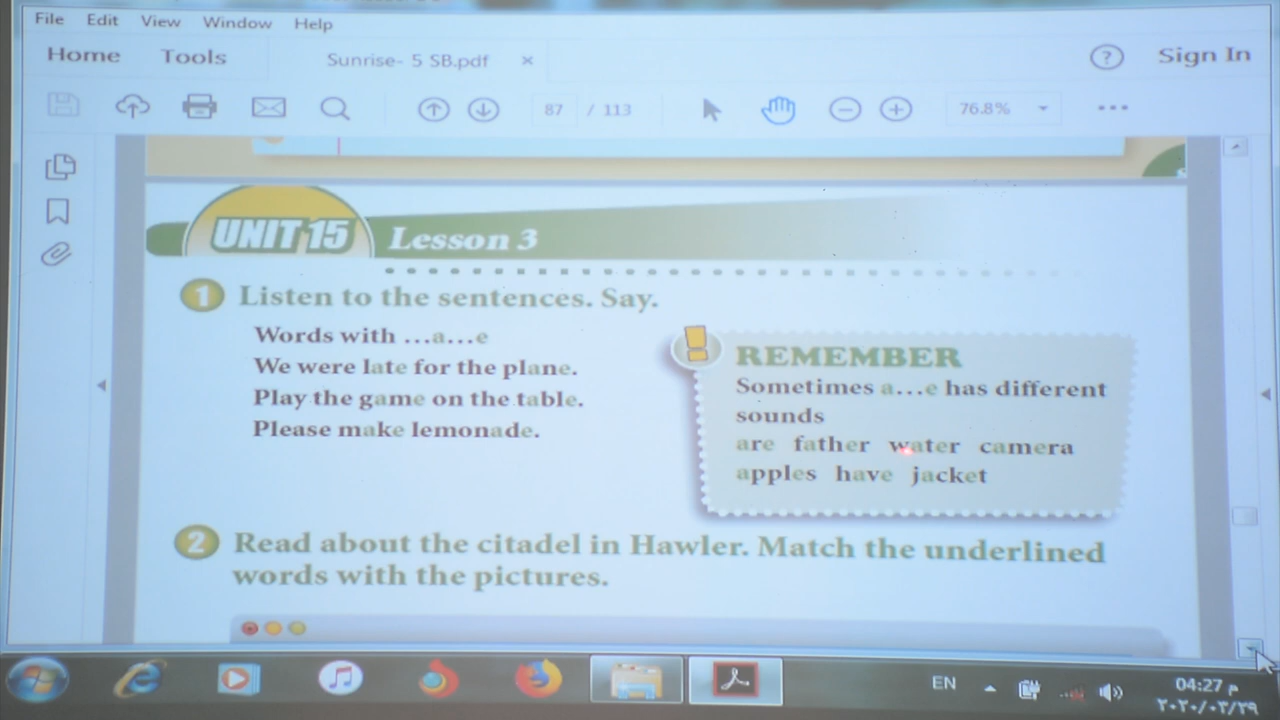 File Edit View Window Help
Home Tools Sunrise- 5 SB.pdf × ? Sign In
87 / 113 76.8%
UNIT 15 Lesson 3
1 Listen to the sentences. Say.
Words with ...a...e
We were late for the plane.
Play the game on the table.
Please make lemonade.
! REMEMBER
Sometimes a...e has different
sounds
are father water camera
apples have jacket
2 Read about the citadel in Hawler. Match the underlined
words with the pictures.
EN
04:27 م
٢٠٢٠/٠٣/٢٩